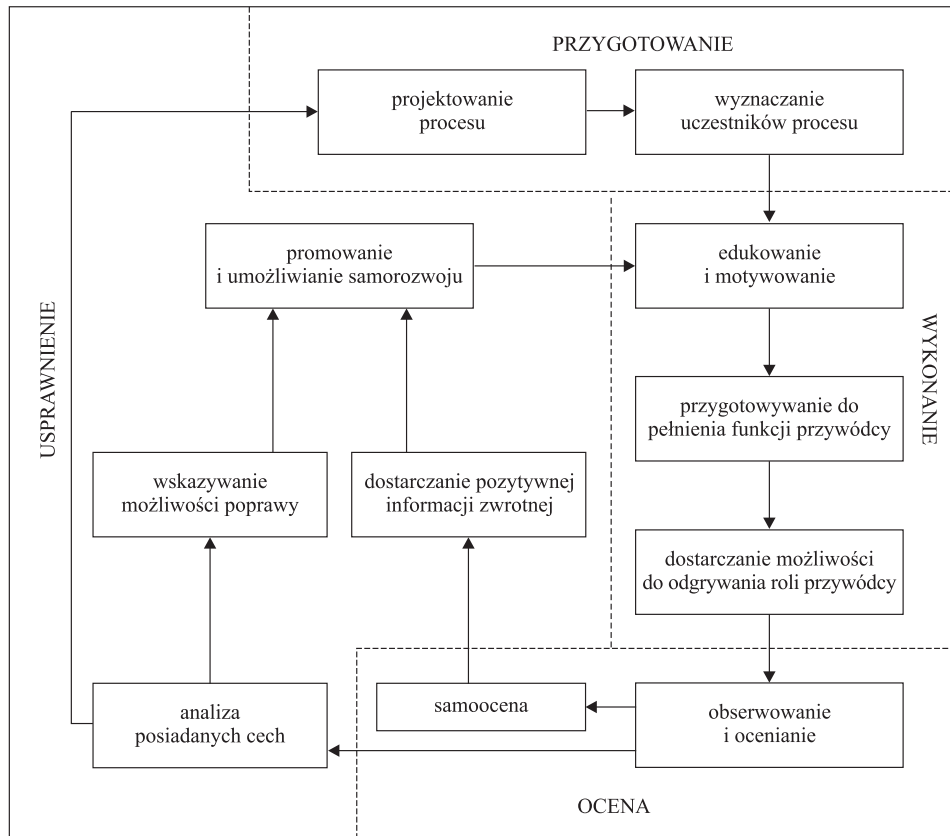 PRZYGOTOWANIE
projektowanie
procesu
wyznaczanie
uczestników procesu
promowanie
i umożliwianie samorozwoju
edukowanie
i motywowanie
USPRAWNIENIE
WYKONANIE
przygotowywanie do
pełnienia funkcji przywódcy
wskazywanie
możliwości poprawy
dostarczanie pozytywnej
informacji zwrotnej
dostarczanie możliwości
do odgrywania roli przywódcy
analiza
posiadanych cech
samoocena
obserwowanie
i ocenianie
OCENA